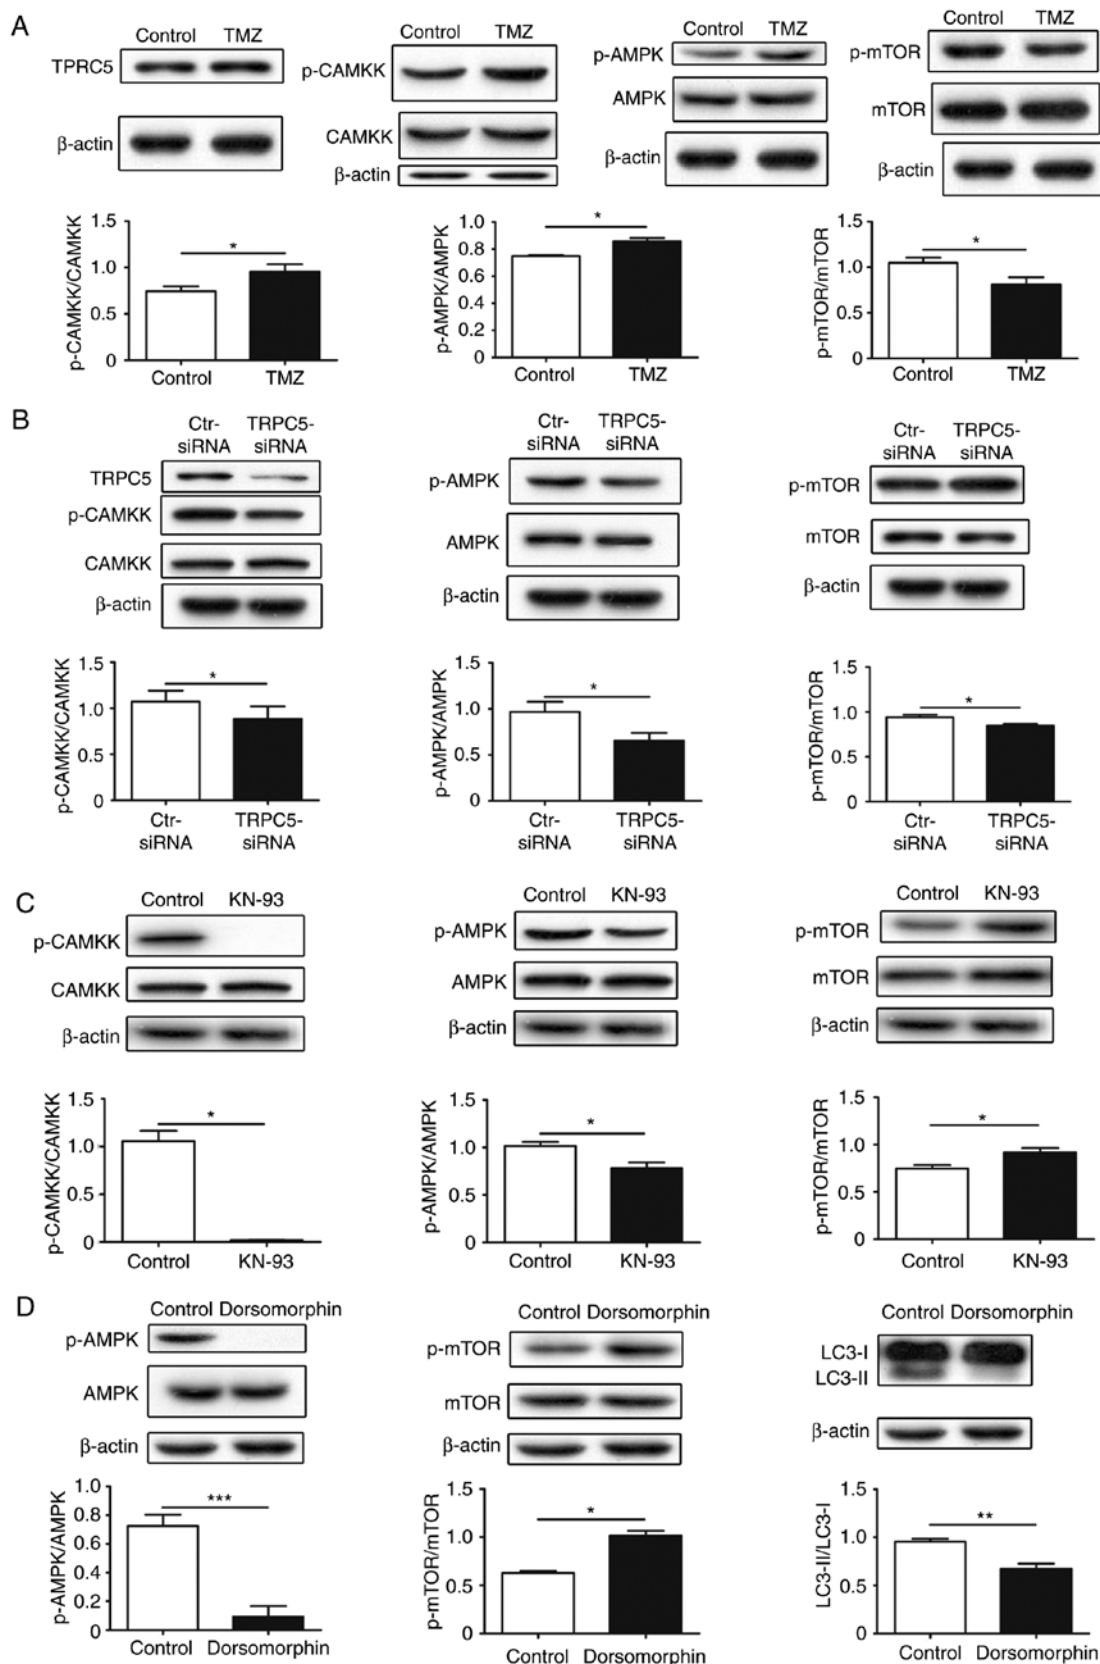 A
Control TMZ
TPRC5
β-actin
Control TMZ
p-CAMKK
CAMKK
β-actin
Control TMZ
p-AMPK
AMPK
β-actin
Control TMZ
p-mTOR
mTOR
β-actin
p-CAMKK/CAMKK
1.5
1.0
0.5
0
*
Control TMZ
p-AMPK/AMPK
1.0
0.8
0.6
0.4
0.2
0
*
Control TMZ
p-mTOR/mTOR
1.5
1.0
0.5
0
*
Control TMZ
B
Ctr- TRPC5-
siRNA siRNA
TRPC5
p-CAMKK
CAMKK
β-actin
Ctr- TRPC5-
siRNA siRNA
p-AMPK
AMPK
β-actin
Ctr- TRPC5-
siRNA siRNA
p-mTOR
mTOR
β-actin
p-CAMKK/CAMKK
1.5
1.0
0.5
0
*
Ctr- TRPC5-
siRNA siRNA
p-AMPK/AMPK
1.5
1.0
0.5
0
*
Ctr- TRPC5-
siRNA siRNA
p-mTOR/mTOR
1.5
1.0
0.5
0
*
Ctr- TRPC5-
siRNA siRNA
C
Control KN-93
p-CAMKK
CAMKK
β-actin
Control KN-93
p-AMPK
AMPK
β-actin
Control KN-93
p-mTOR
mTOR
β-actin
p-CAMKK/CAMKK
1.5
1.0
0.5
0
*
Control KN-93
p-AMPK/AMPK
1.5
1.0
0.5
0
*
Control KN-93
p-mTOR/mTOR
1.5
1.0
0.5
0
*
Control KN-93
D
Control Dorsomorphin
p-AMPK
AMPK
β-actin
Control Dorsomorphin
p-mTOR
mTOR
β-actin
Control Dorsomorphin
LC3-I
LC3-II
β-actin
p-AMPK/AMPK
1.0
0.8
0.6
0.4
0.2
0
***
Control Dorsomorphin
p-mTOR/mTOR
1.5
1.0
0.5
0
*
Control Dorsomorphin
LC3-II/LC3-I
1.5
1.0
0.5
0
**
Control Dorsomorphin